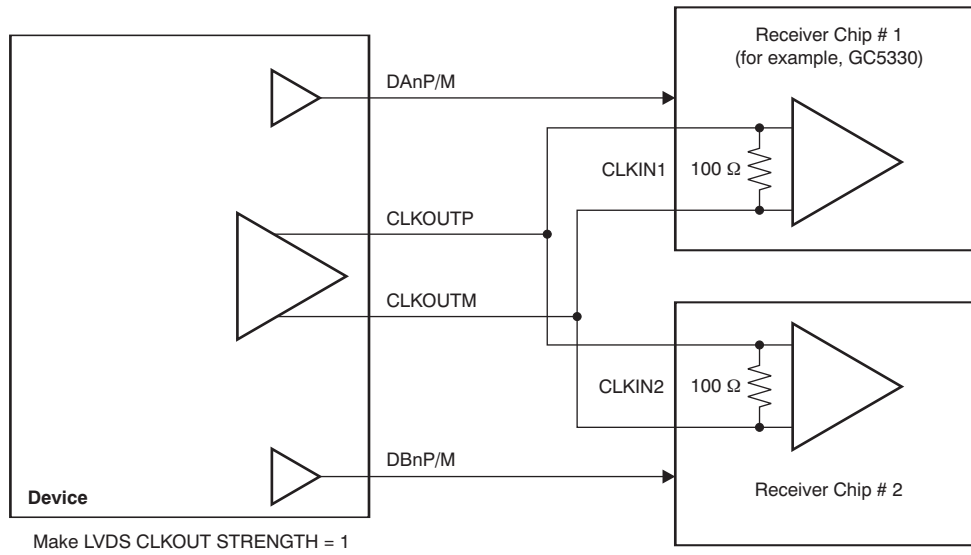 Receiver Chip # 1
(for example, GC5330)
DAnP/M
CLKIN1
100 Ω
CLKOUTP
CLKOUTM
CLKIN2
100 Ω
DBnP/M
Receiver Chip # 2
Device
Make LVDS CLKOUT STRENGTH = 1